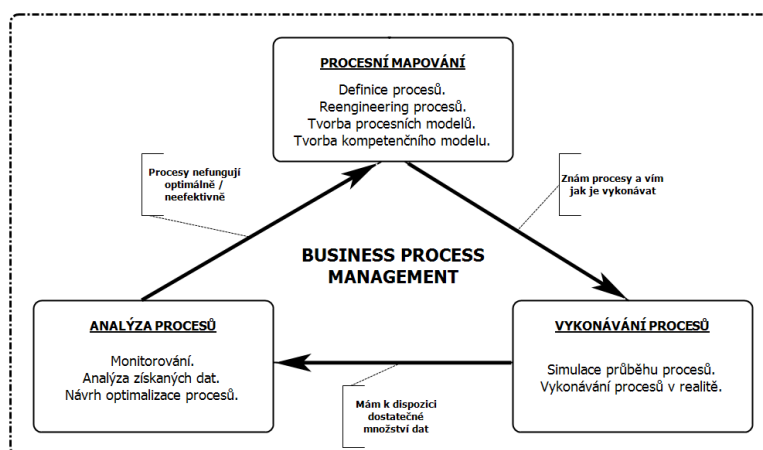 PROCESNÍ MAPOVÁNÍ
Definice procesů.
Reengineering procesů.
Tvorba procesních modelů.
Tvorba kompetenčního modelu.
Procesy nefungují
optimálně /
neefektivně
Znám procesy a vím
jak je vykonávat
BUSINESS PROCESS
MANAGEMENT
ANALÝZA PROCESŮ
Monitorování.
Analýza získaných dat.
Návrh optimalizace procesů.
VYKONÁVÁNÍ PROCESŮ
Simulace průběhu procesů.
Vykonávání procesů v realitě.
Mám k dispozici
dostatečné
množství dat